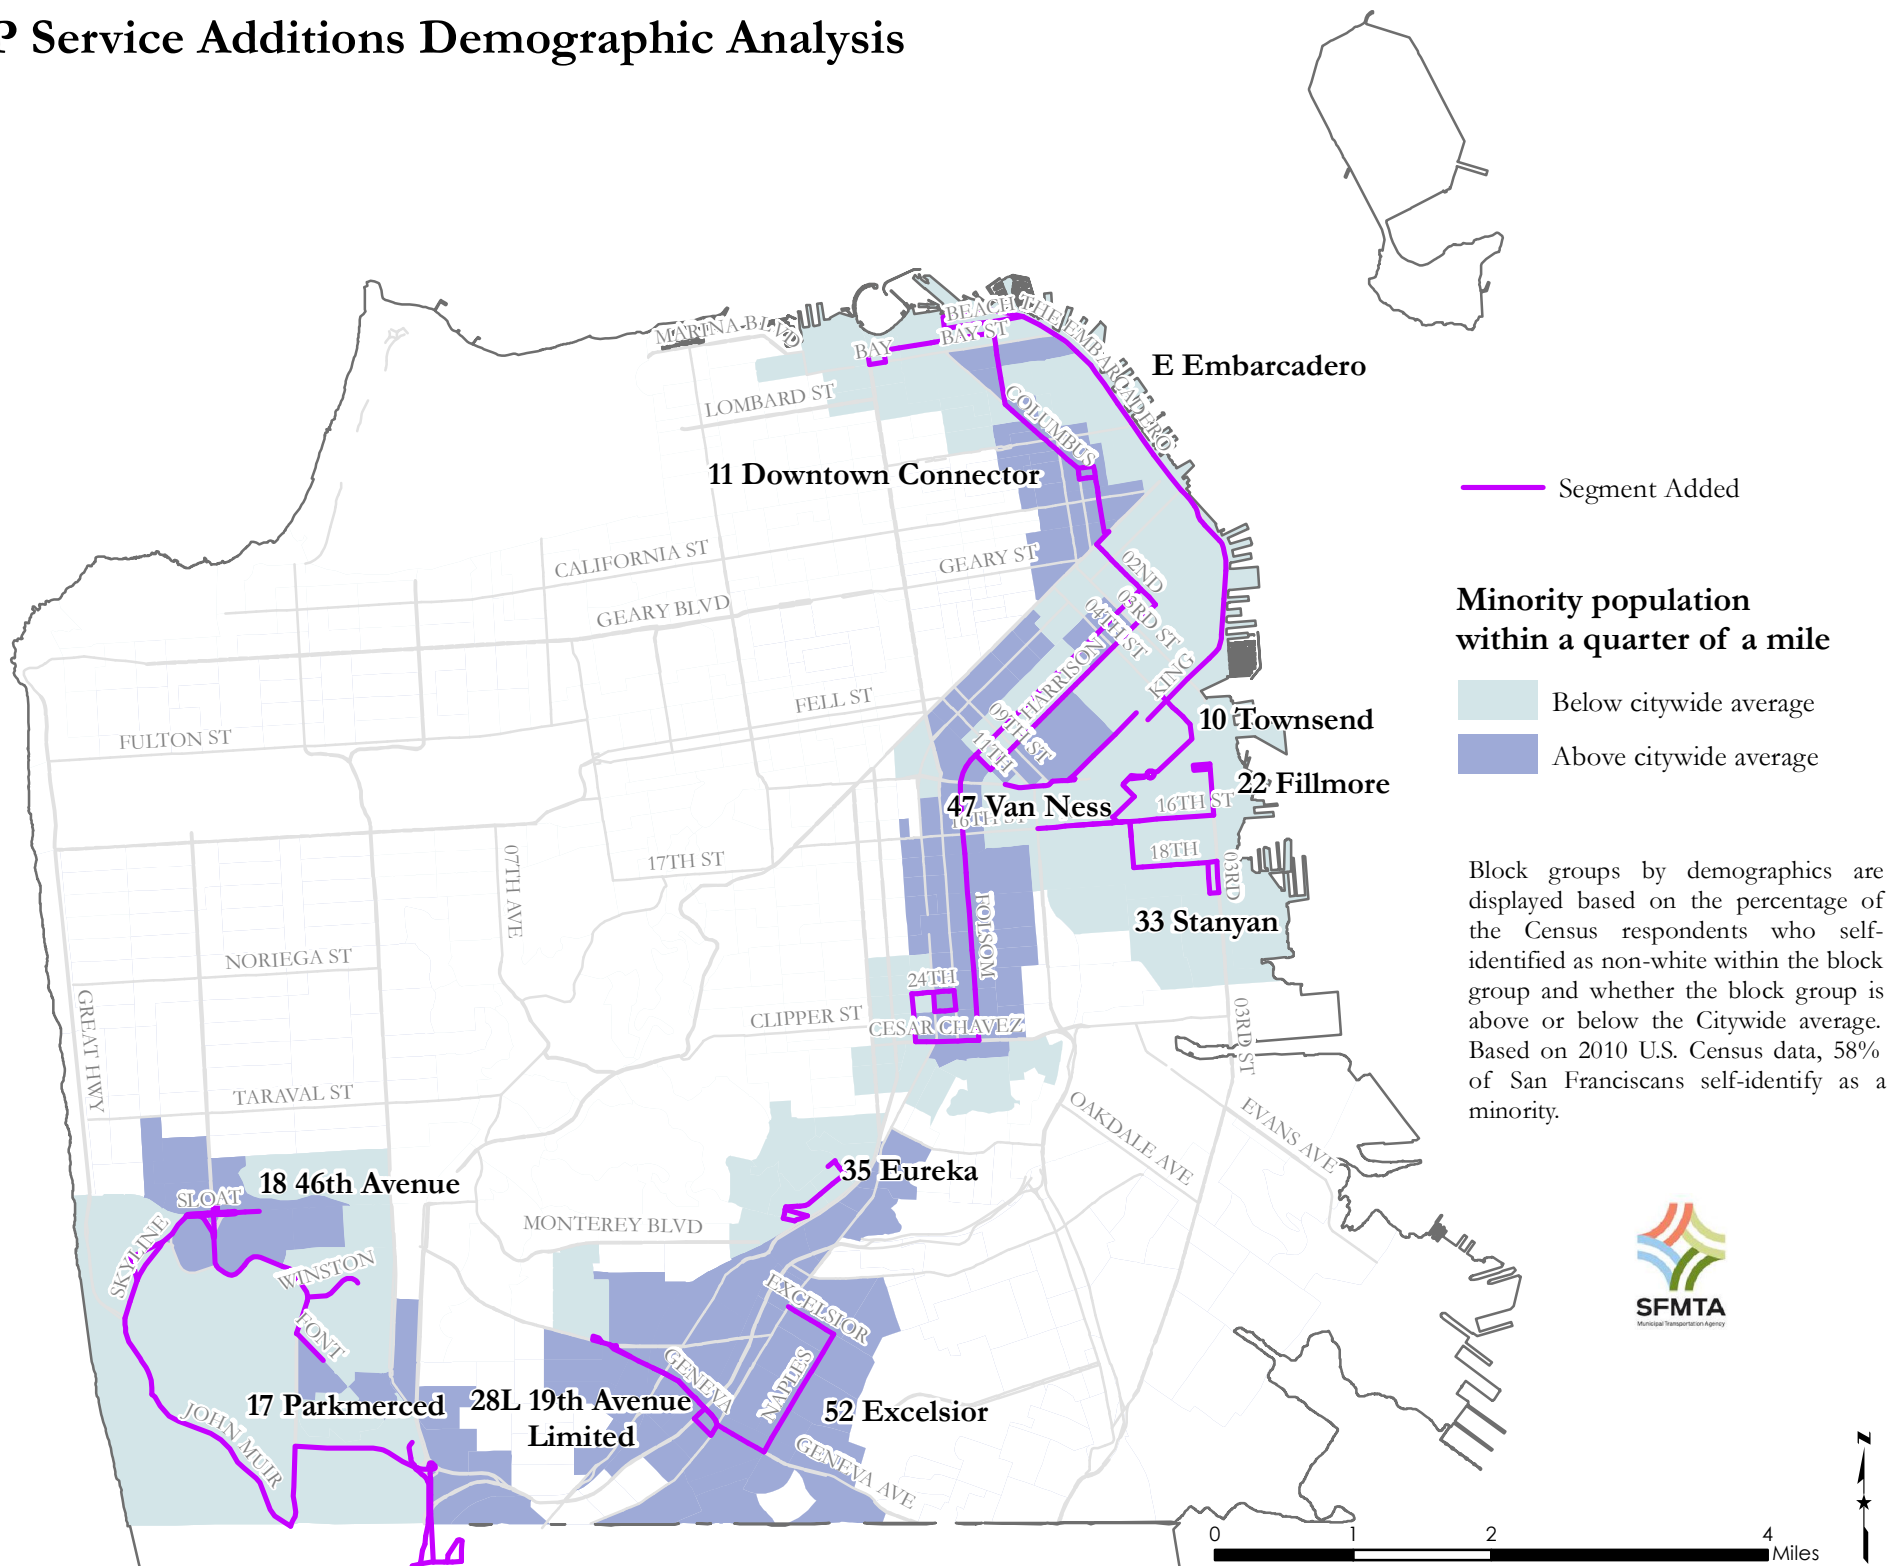 P Service Additions Demographic Analysis
MARINA BLVD
BEACH
THE EMBARCADERO
BAY
BAY ST
E Embarcadero
LOMBARD ST
COLUMBUS
11 Downtown Connector
Segment Added
CALIFORNIA ST
GEARY ST
02ND
GEARY BLVD
03RD ST
04TH ST
Minority population
within a quarter of a mile
HARRISON
KING
FELL ST
Below citywide average
09TH ST
10 Townsend
FULTON ST
11TH
Above citywide average
22 Fillmore
47 Van Ness
16TH ST
16TH ST
07TH AVE
17TH ST
18TH
03RD
Block groups by demographics are
displayed based on the percentage of
the Census respondents who self-
identified as non-white within the block
group and whether the block group is
above or below the Citywide average.
Based on 2010 U.S. Census data, 58%
of San Franciscans self-identify as a
minority.
33 Stanyan
FOLSOM
NORIEGA ST
24TH
GREAT HWY
CLIPPER ST
CESAR CHAVEZ
03RD ST
TARAVAL ST
OAKDALE AVE
EVANS AVE
35 Eureka
18 46th Avenue
SLOAT
MONTEREY BLVD
SKYLINE
WINSTON
EXCELSIOR
SFMTA
Municipal Transportation Agency
FONT
GENEVA
NAPLES
17 Parkmerced
28L 19th Avenue
Limited
52 Excelsior
JOHN MUIR
GENEVA AVE
N
0 1 2 4
Miles